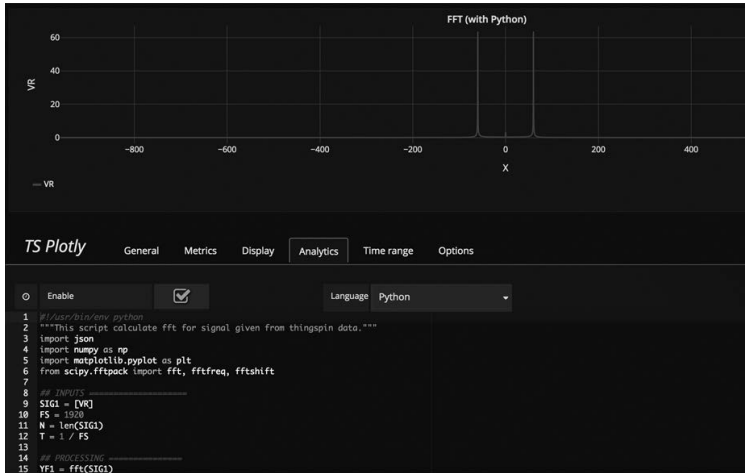 FFT (with Python)
60
40
20
0
VR
-800
-600
-400
-200
0
200
400
X
VR
TS Plotly General Metrics Display Analytics Time range Options
Enable Language Python
1 #!/usr/bin/env python
2 """This script calculate fft for signal given from thingspin data."""
3 import json
4 import numpy as np
5 import matplotlib.pyplot as plt
6 from scipy.fftpack import fft, fftfreq, fftshift
7
8 ## INPUTS ====================
9 SIG1 = [VR]
10 FS = 1920
11 N = len(SIG1)
12 T = 1 / FS
13
14 ## PROCESSING ===============
15 YF1 = fft(SIG1)